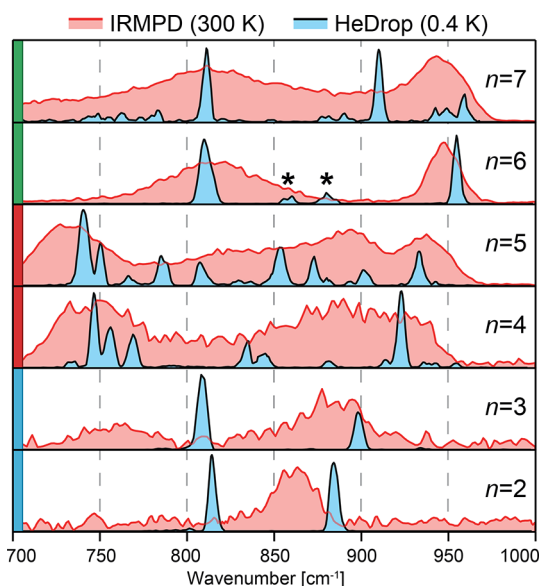 IRMPD (300 K) HeDrop (0.4 K)
n=7
* *
n=6
n=5
n=4
n=3
n=2
700 750 800 850 900 950 1000
Wavenumber [cm⁻¹]